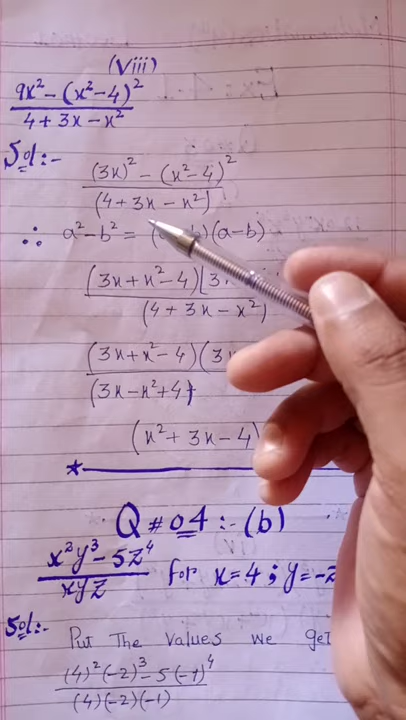 (viii)
9x² – (x² – 4)²
4 + 3x – x²
Sol:-
(3x)² – (x² – 4)²
(4 + 3x – x²)
∴ a² – b² = (a – b)
(3x + x² – 4)
(4 + 3x – x²)
(3x + x² – 4)(3x
(3x – x² + 4)
(x² + 3x – 4)
Q # 04 :- (b)
x²y³ – 5z⁴
xyz
for x = 4 ; y = –2
Sol:-
Put The Values we get
(4)²(–2)³ – 5(–1)⁴
(4)(–2)(–1)